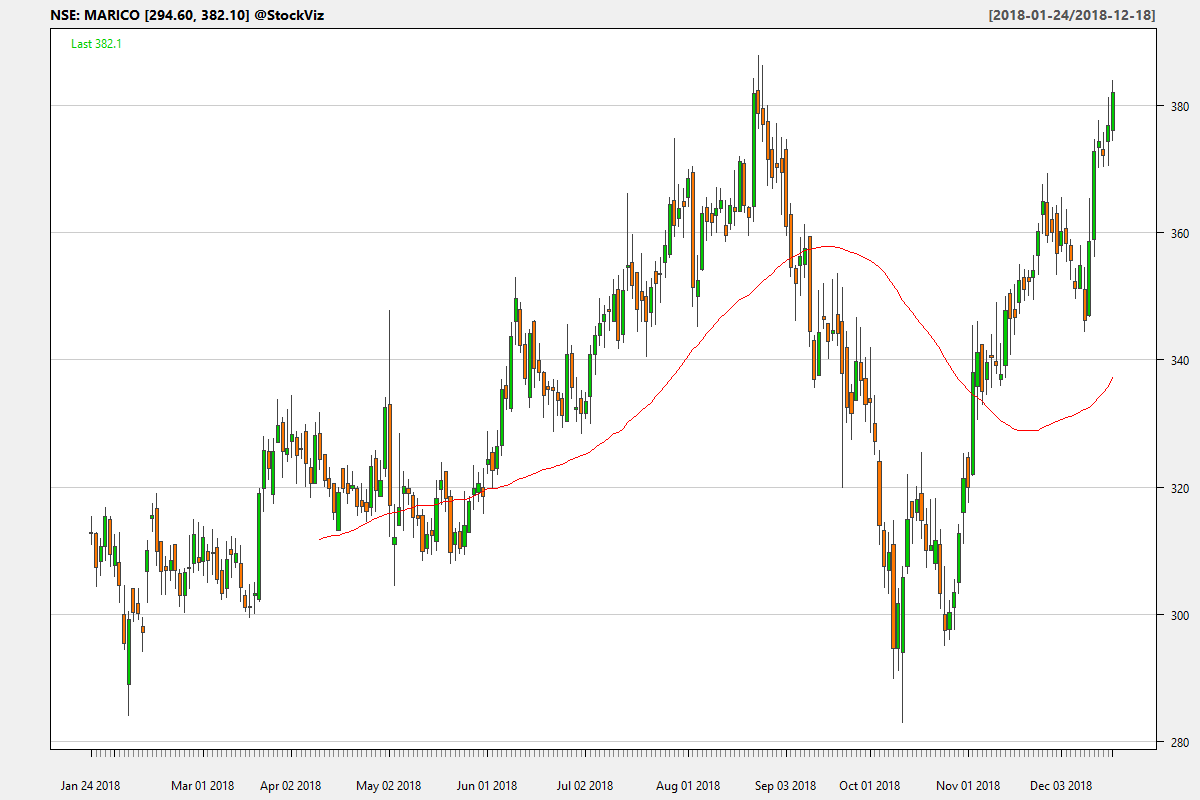 NSE: MARICO [294.60, 382.10] @StockViz
[2018-01-24/2018-12-18]
Last 382.1
380
360
340
320
300
280
Jan 24 2018 Mar 01 2018 Apr 02 2018 May 02 2018 Jun 01 2018 Jul 02 2018 Aug 01 2018 Sep 03 2018 Oct 01 2018 Nov 01 2018 Dec 03 2018